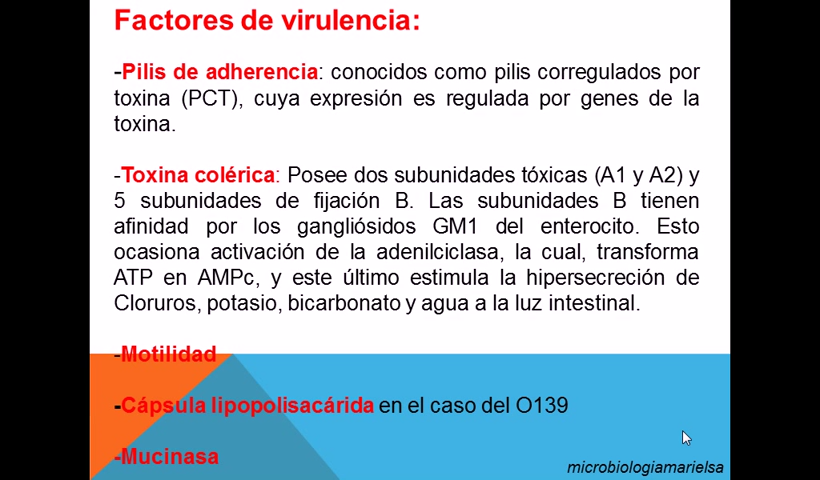 Factores de virulencia:
-Pilis de adherencia: conocidos como pilis corregulados por
toxina (PCT), cuya expresión es regulada por genes de la
toxina.
-Toxina colérica: Posee dos subunidades tóxicas (A1 y A2) y
5 subunidades de fijación B. Las subunidades B tienen
afinidad por los gangliósidos GM1 del enterocito. Esto
ocasiona activación de la adenilciclasa, la cual, transforma
ATP en AMPc, y este último estimula la hipersecreción de
Cloruros, potasio, bicarbonato y agua a la luz intestinal.
-Motilidad
-Cápsula lipopolisacárida en el caso del O139
-Mucinasa
microbiologiamarielsa